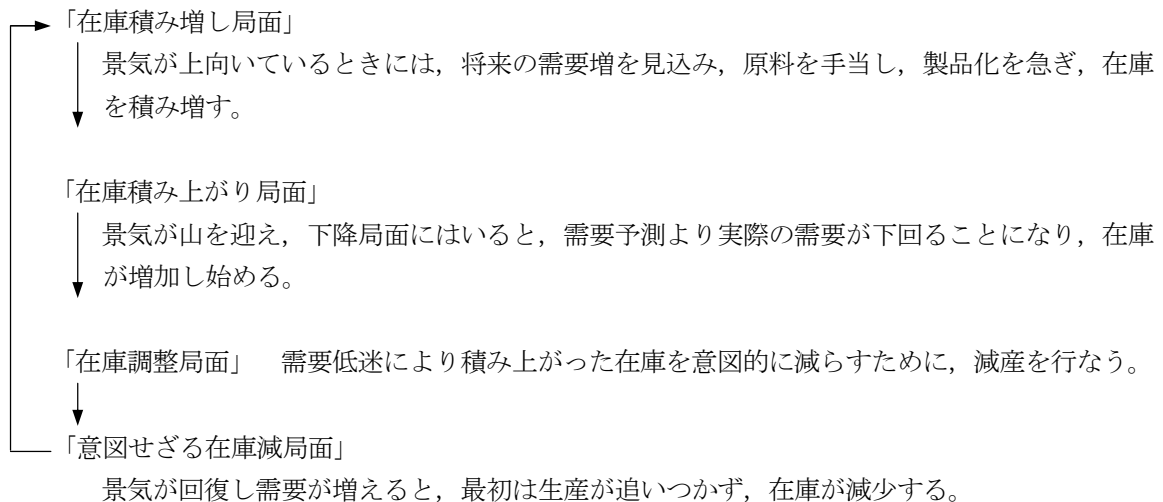 「在庫積み増し局面」
景気が上向いているときには，将来の需要増を見込み，原料を手当し，製品化を急ぎ，在庫
を積み増す。
「在庫積み上がり局面」
景気が山を迎え，下降局面にはいると，需要予測より実際の需要が下回ることになり，在庫
が増加し始める。
「在庫調整局面」　需要低迷により積み上がった在庫を意図的に減らすために，減産を行なう。
「意図せざる在庫減局面」
景気が回復し需要が増えると，最初は生産が追いつかず，在庫が減少する。